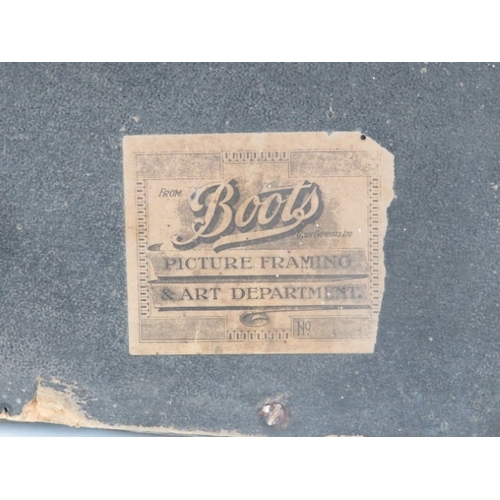 FROM
Boots
PICTURE FRAMING
& ART DEPARTMENT.
No